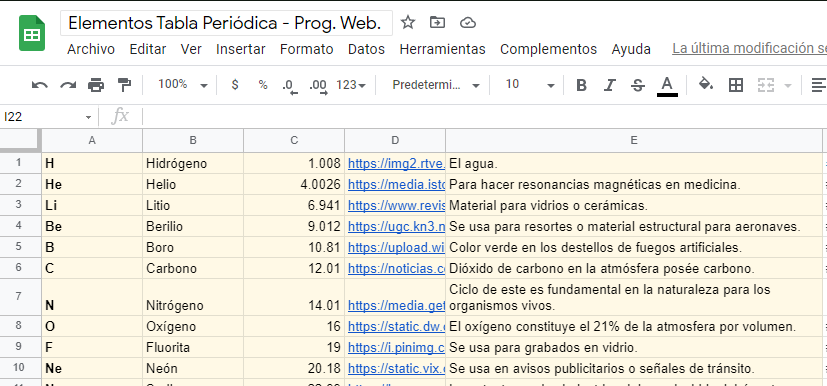 Elementos Tabla Periódica - Prog. Web.
Archivo Editar Ver Insertar Formato Datos Herramientas Complementos Ayuda La última modificación se
100% $ % .0 .00 123 Predetermi... 10 B I S A
I22 fx
A B C D E
1 H Hidrógeno 1.008 https://img2.rtve. El agua.
2 He Helio 4.0026 https://media.isto Para hacer resonancias magnéticas en medicina.
3 Li Litio 6.941 https://www.revis Material para vidrios o cerámicas.
4 Be Berilio 9.012 https://ugc.kn3.n Se usa para resortes o material estructural para aeronaves.
5 B Boro 10.81 https://upload.wi Color verde en los destellos de fuegos artificiales.
6 C Carbono 12.01 https://noticias.co Dióxido de carbono en la atmósfera posée carbono.
Ciclo de este es fundamental en la naturaleza para los
7 N Nitrógeno 14.01 https://media.get organismos vivos.
8 O Oxígeno 16 https://static.dw.c El oxígeno constituye el 21% de la atmosfera por volumen.
9 F Fluorita 19 https://i.pinimg.c Se usa para grabados en vidrio.
10 Ne Neón 20.18 https://static.vix.c Se usa en avisos publicitarios o señales de tránsito.